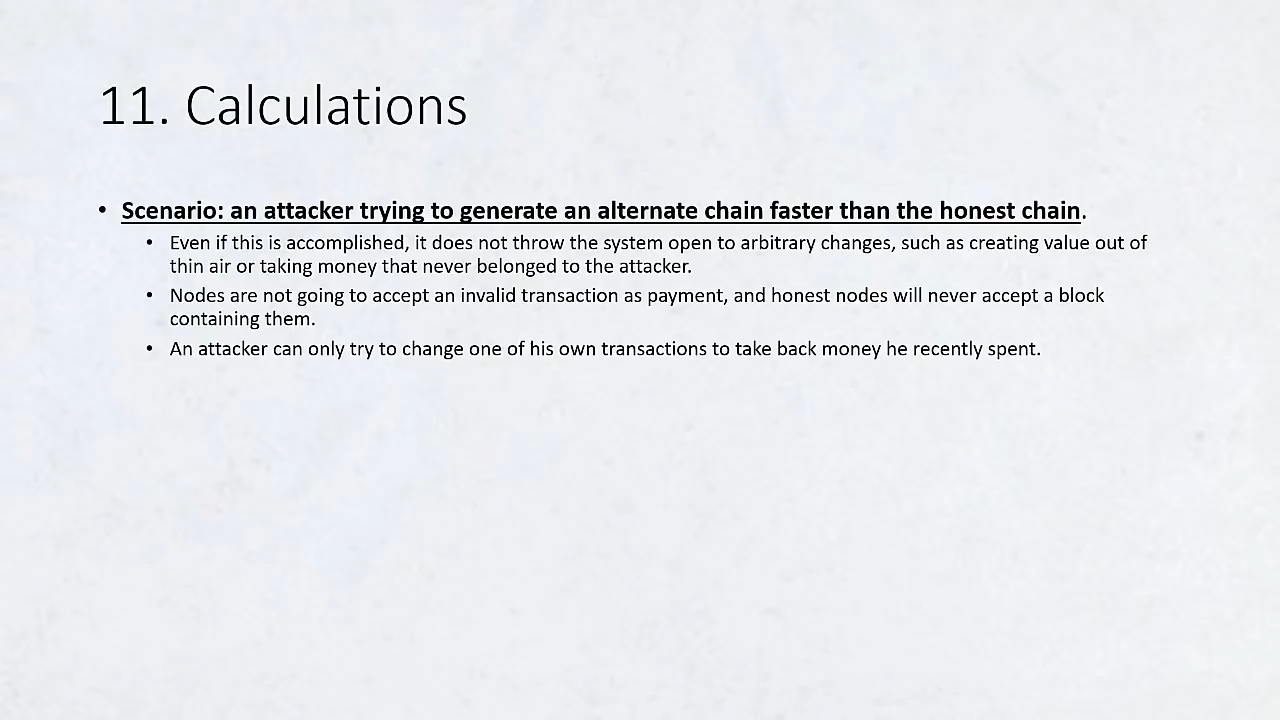 11. Calculations
• Scenario: an attacker trying to generate an alternate chain faster than the honest chain.
• Even if this is accomplished, it does not throw the system open to arbitrary changes, such as creating value out of
thin air or taking money that never belonged to the attacker.
• Nodes are not going to accept an invalid transaction as payment, and honest nodes will never accept a block
containing them.
• An attacker can only try to change one of his own transactions to take back money he recently spent.